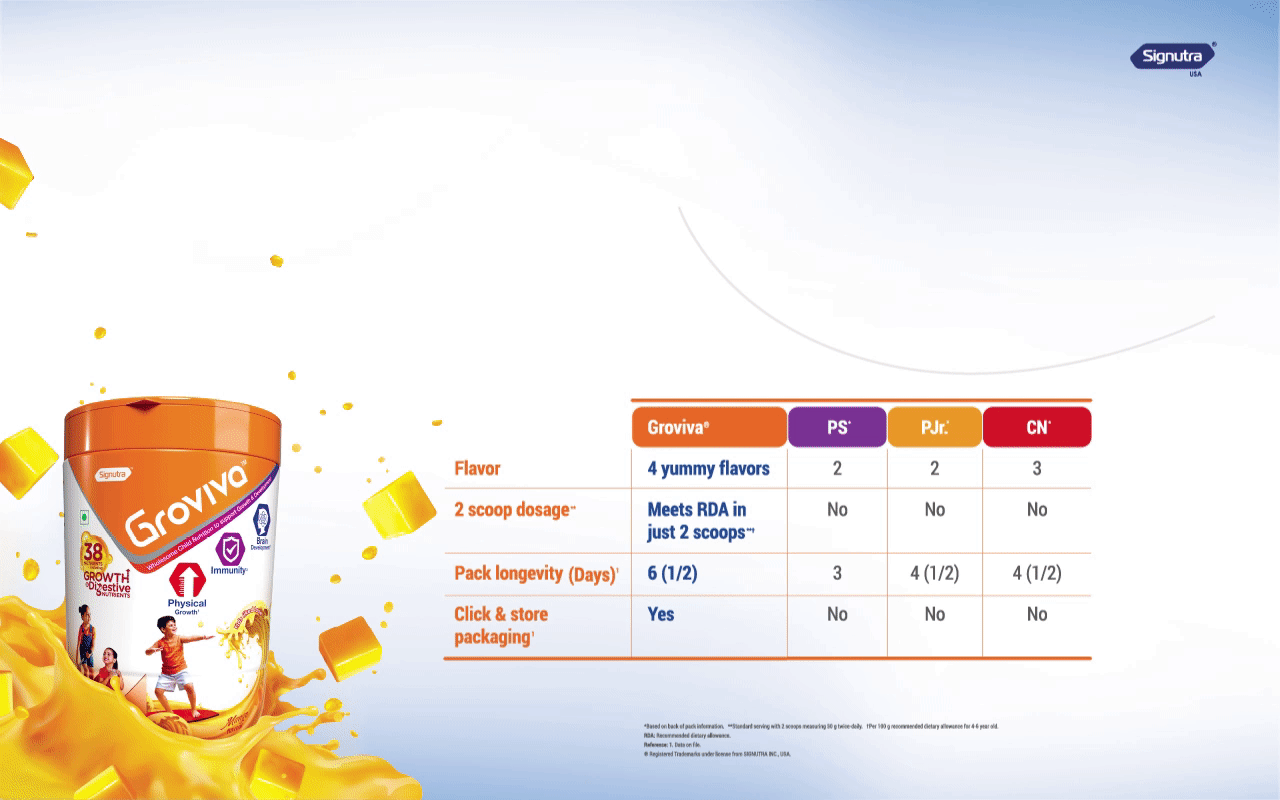 Signutra®
USA
Groviva® PS* PJr.* CN*
Flavor 4 yummy flavors 2 2 3
2 scoop dosage** Meets RDA in just 2 scoops**† No No No
Pack longevity (Days)¹ 6 (1/2) 3 4 (1/2) 4 (1/2)
Click & store packaging¹ Yes No No No
Signutra
Groviva™
Wholesome Child Nutrition to support Growth & Development
38
NUTRIENTS
GROWTH
Digestive
NUTRIENTS
Brain
Development
Immunity
Physical
Growth
*Based on back of pack information. **Standard serving with 2 scoops measuring 30 g twice-daily. †Per 100 g recommended dietary allowance for 4-6 year old.
RDA: Recommended dietary allowance.
Reference: 1. Data on file.
® Registered Trademarks under license from SIGNUTRA INC., USA.